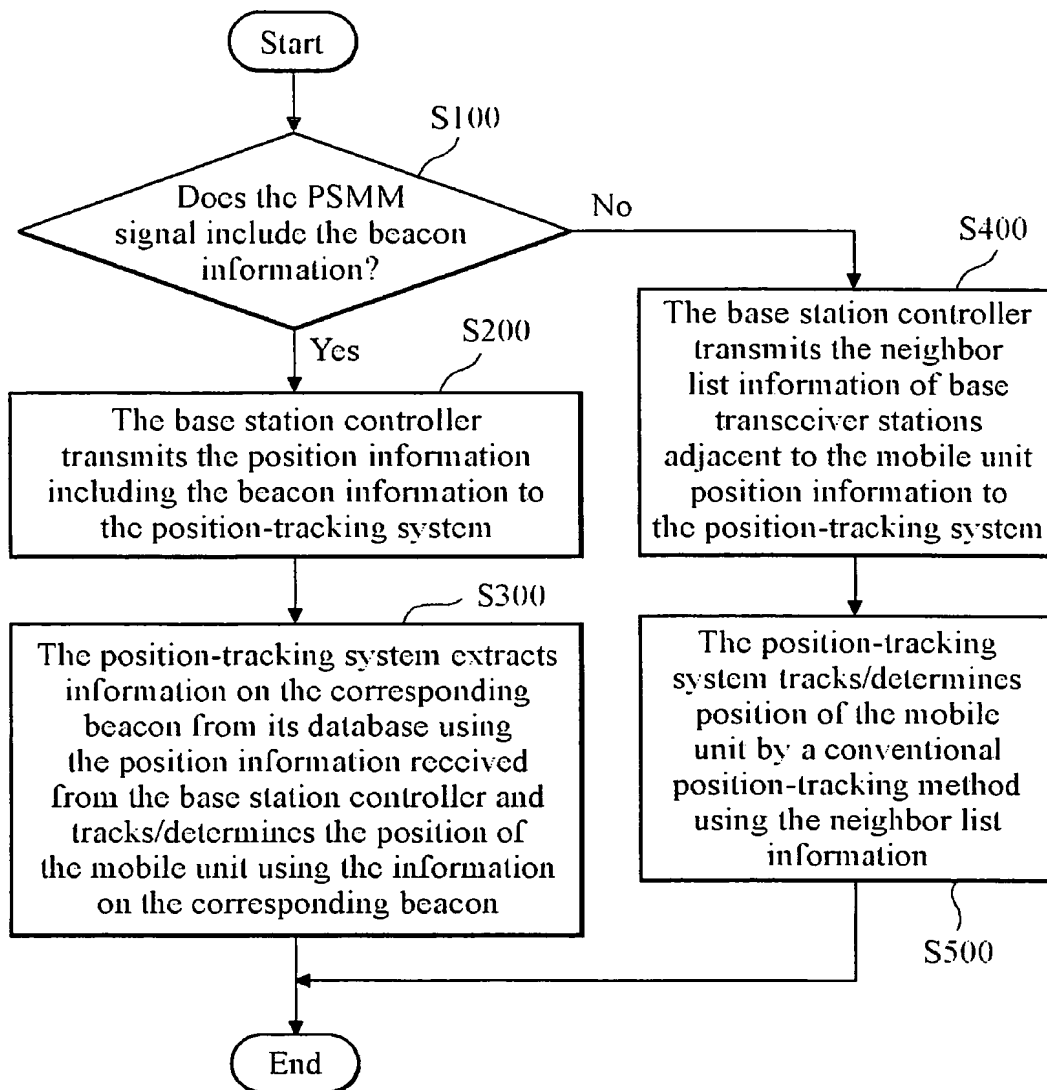 Start
S100
Does the PSMM
signal include the beacon
information?
No
Yes
S200
The base station controller
transmits the position information
including the beacon information to
the position-tracking system
S300
The position-tracking system extracts
information on the corresponding
beacon from its database using
the position information received
from the base station controller and
tracks/determines the position of
the mobile unit using the information
on the corresponding beacon
S400
The base station controller
transmits the neighbor
list information of base
transceiver stations
adjacent to the mobile unit
position information to
the position-tracking system
The position-tracking
system tracks/determines
position of the mobile
unit by a conventional
position-tracking method
using the neighbor list
information
S500
End